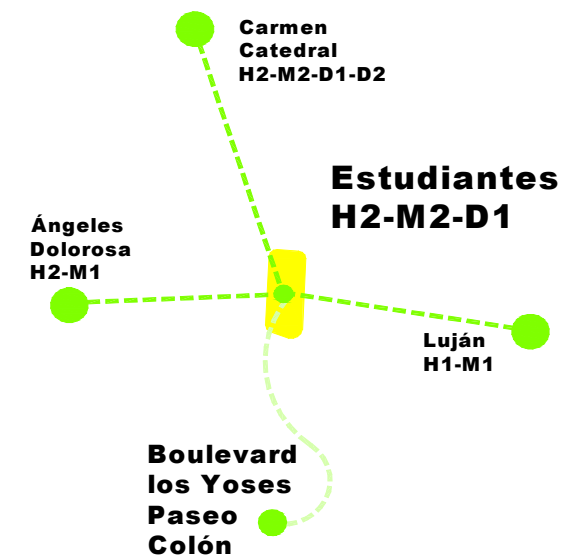 Carmen
Catedral
H2-M2-D1-D2
Estudiantes
H2-M2-D1
Ángeles
Dolorosa
H2-M1
Luján
H1-M1
Boulevard
los Yoses
Paseo
Colón